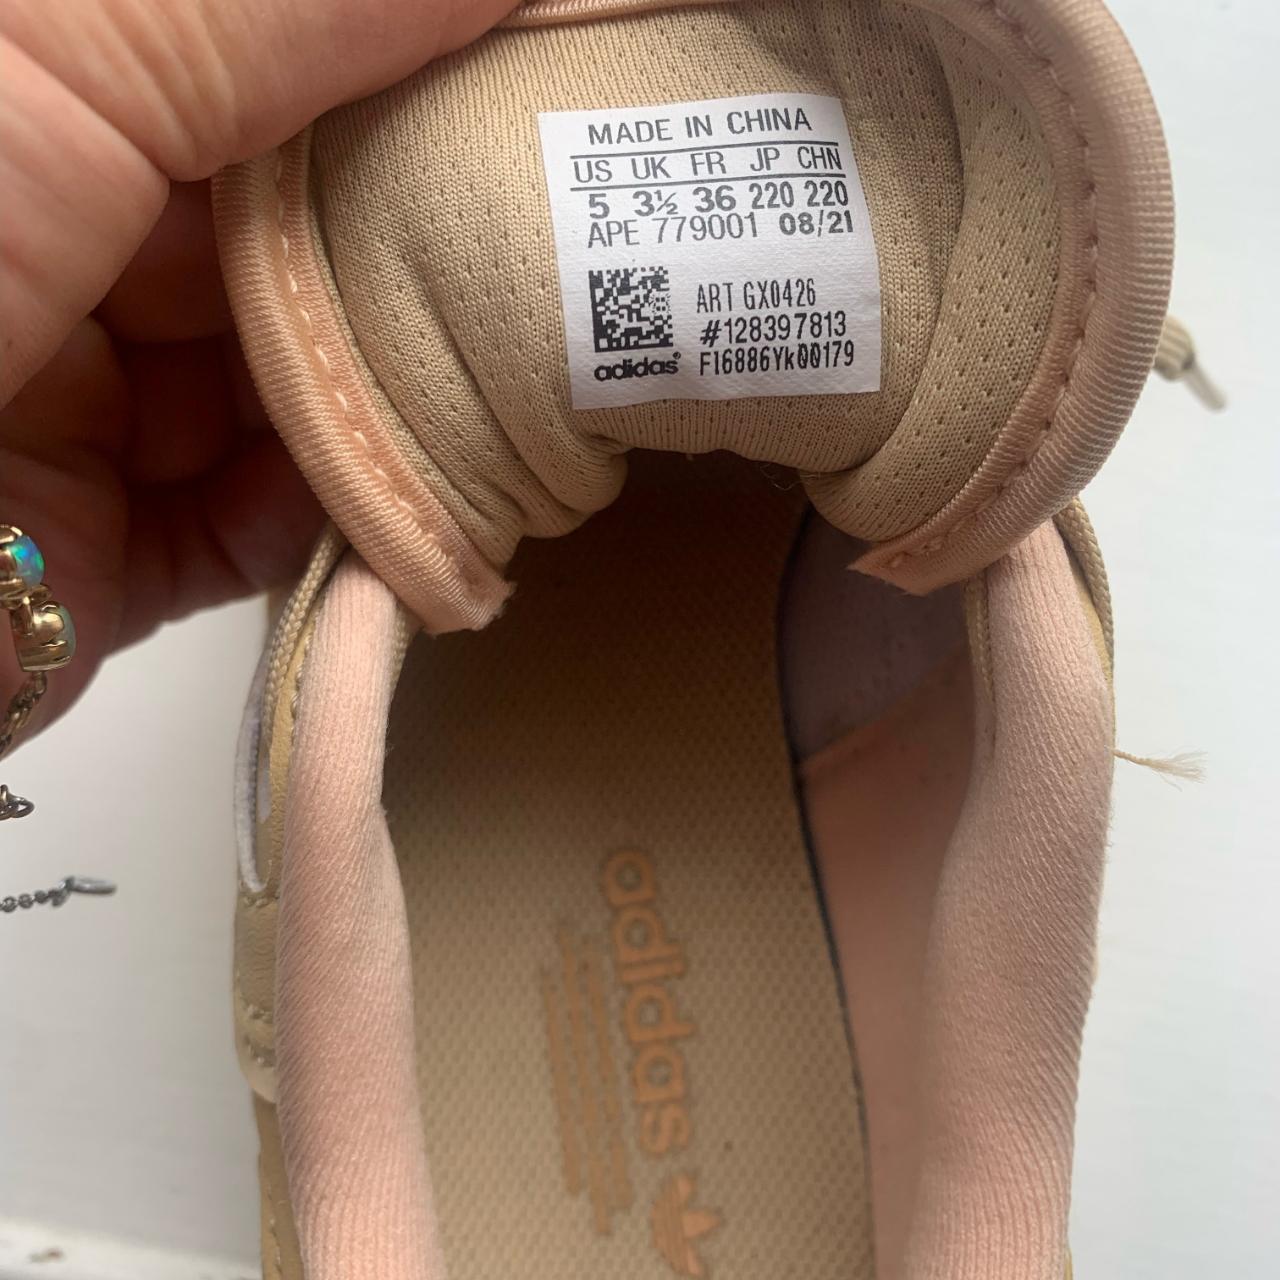 MADE IN CHINA
US UK FR JP CHN
5 3½ 36 220 220
APE 779001 08/21
ART GX0426
#128397813
adidas® F16886Yk00179
adidas